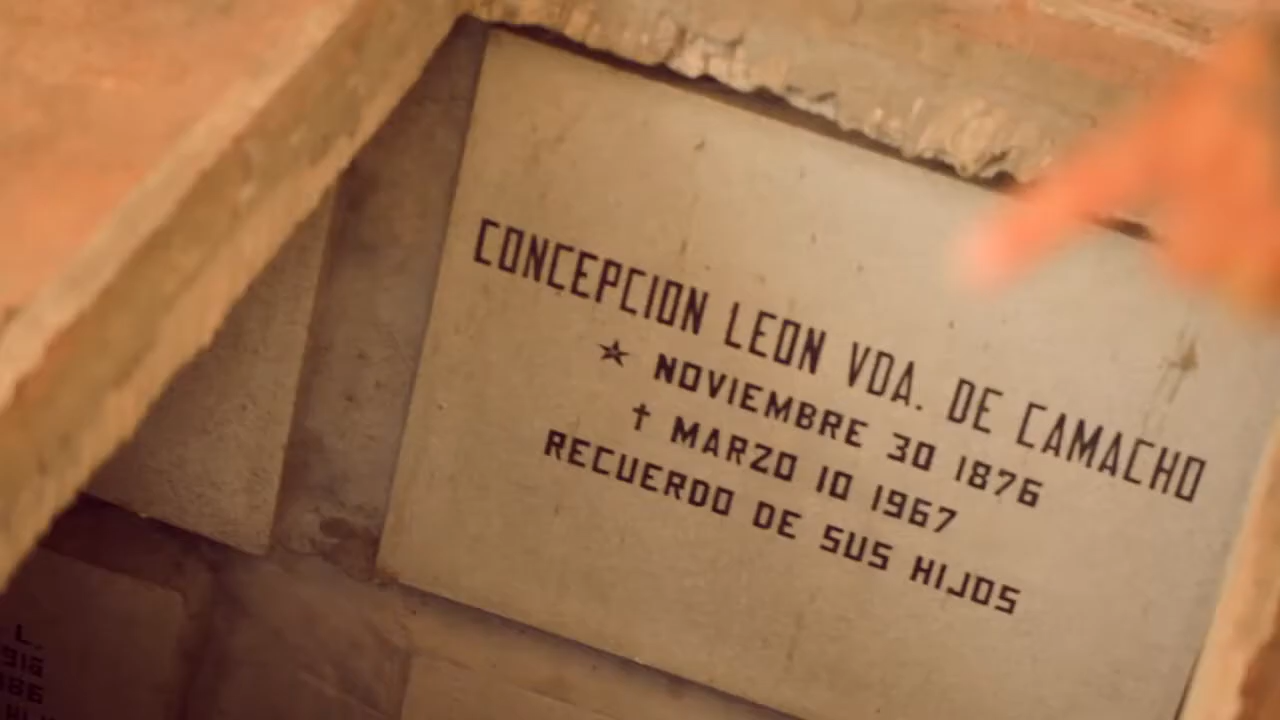 CONCEPCION LEON VDA. DE CAMACHO
★ NOVIEMBRE 30 1876
† MARZO 10 1967
RECUERDO DE SUS HIJOS
L.